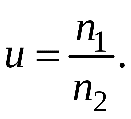 u = n₁/n₂.